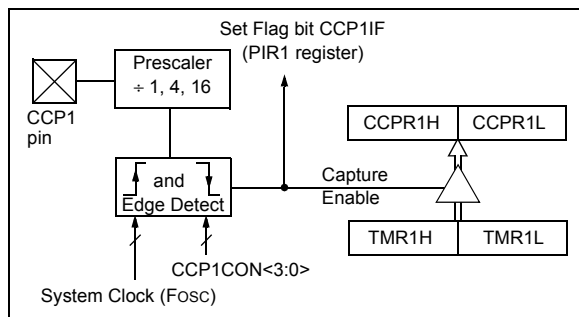 Set Flag bit CCP1IF
(PIR1 register)
Prescaler
÷ 1, 4, 16
CCP1
pin
CCPR1H
CCPR1L
and
Edge Detect
Capture
Enable
TMR1H
TMR1L
CCP1CON<3:0>
System Clock (FOSC)